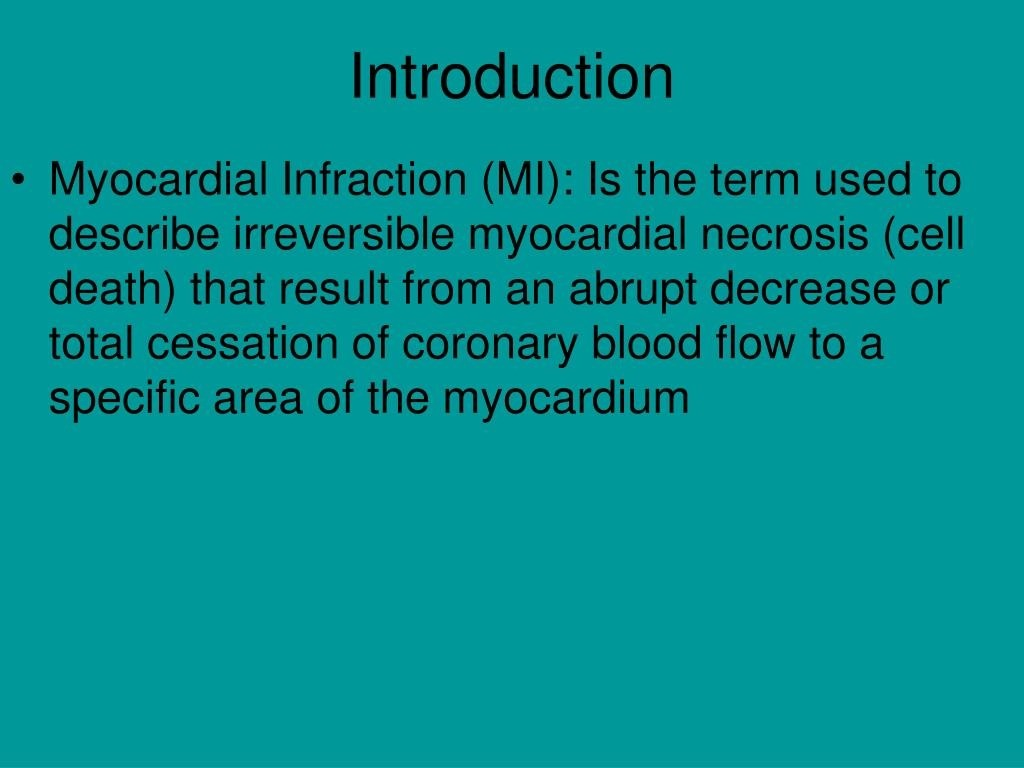 Introduction
• Myocardial Infraction (MI): Is the term used to
describe irreversible myocardial necrosis (cell
death) that result from an abrupt decrease or
total cessation of coronary blood flow to a
specific area of the myocardium